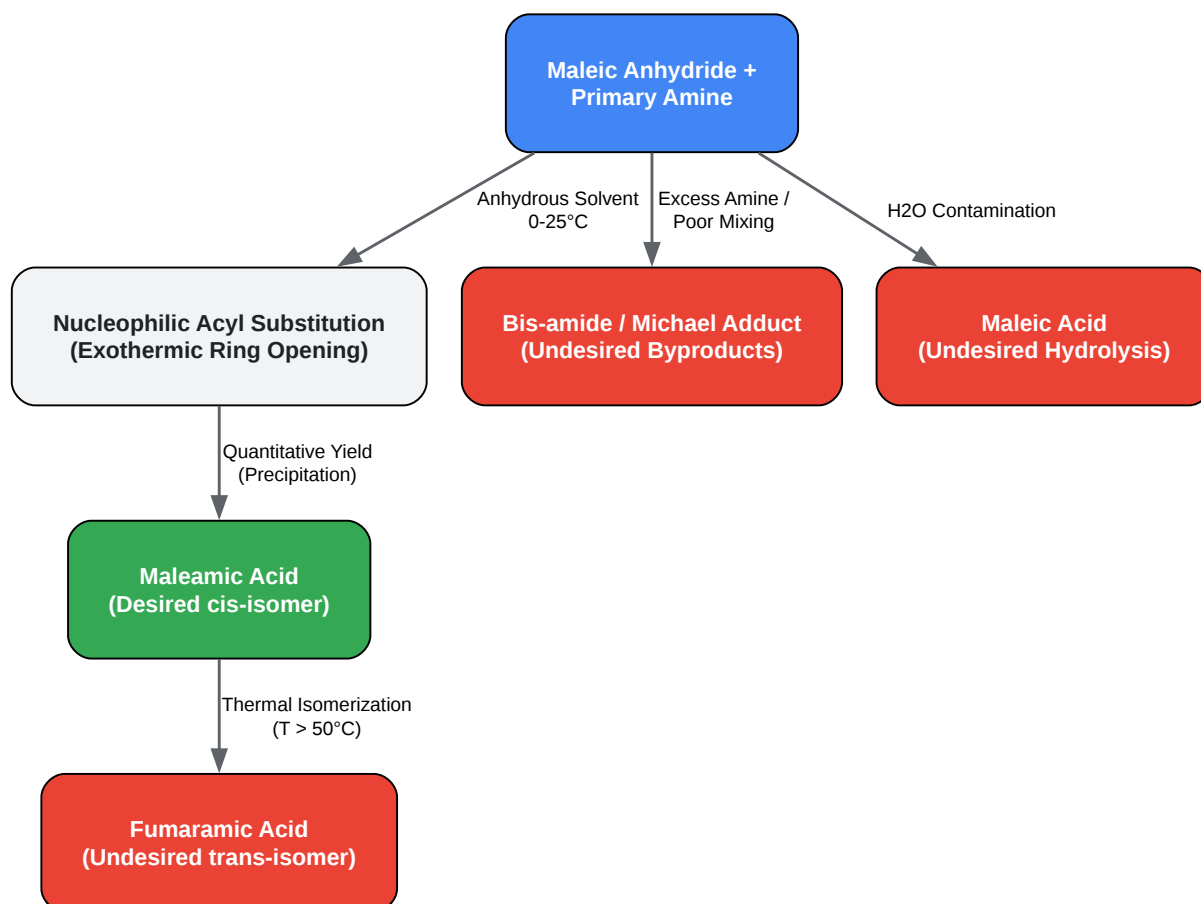 Maleic Anhydride +
Primary Amine
Anhydrous Solvent
0-25°C
Excess Amine /
Poor Mixing
H2O Contamination
Nucleophilic Acyl Substitution
(Exothermic Ring Opening)
Bis-amide / Michael Adduct
(Undesired Byproducts)
Maleic Acid
(Undesired Hydrolysis)
Quantitative Yield
(Precipitation)
Maleamic Acid
(Desired cis-isomer)
Thermal Isomerization
(T > 50°C)
Fumaramic Acid
(Undesired trans-isomer)